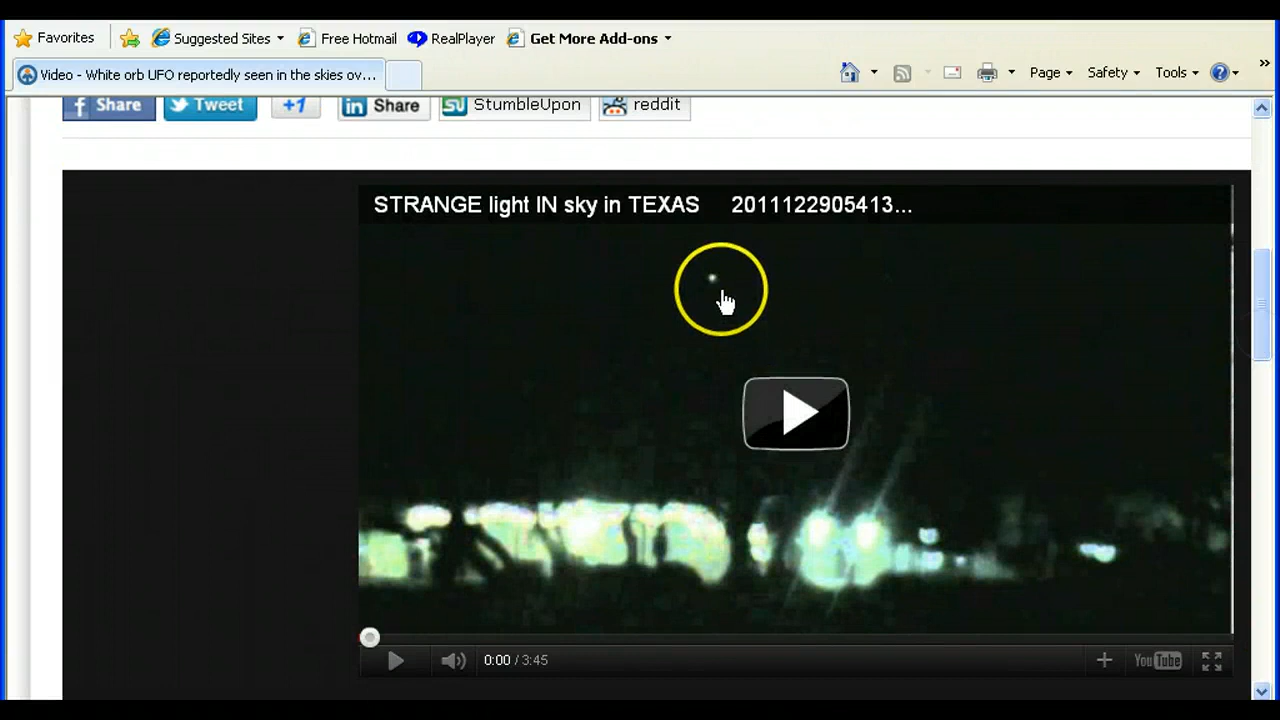 Favorites Suggested Sites Free Hotmail RealPlayer Get More Add-ons
Video - White orb UFO reportedly seen in the skies ov... Page Safety Tools
f Share Tweet +1 in Share StumbleUpon reddit
STRANGE light IN sky in TEXAS 2011122905413...
0:00 / 3:45 YouTube